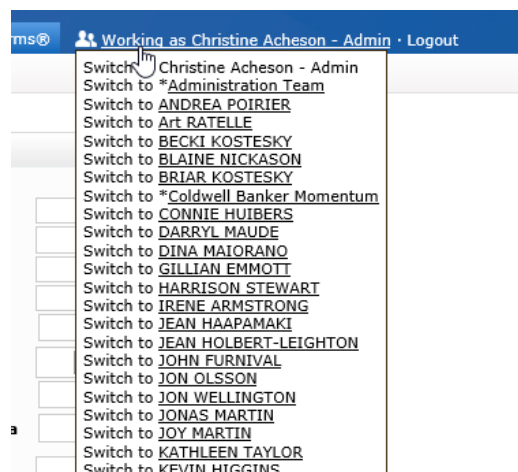 rms® Working as Christine Acheson - Admin · Logout
Switch Christine Acheson - Admin
Switch to *Administration Team
Switch to ANDREA POIRIER
Switch to Art RATELLE
Switch to BECKI KOSTESKY
Switch to BLAINE NICKASON
Switch to BRIAR KOSTESKY
Switch to *Coldwell Banker Momentum
Switch to CONNIE HUIBERS
Switch to DARRYL MAUDE
Switch to DINA MAIORANO
Switch to GILLIAN EMMOTT
Switch to HARRISON STEWART
Switch to IRENE ARMSTRONG
Switch to JEAN HAAPAMAKI
Switch to JEAN HOLBERT-LEIGHTON
Switch to JOHN FURNIVAL
Switch to JON OLSSON
Switch to JON WELLINGTON
Switch to JONAS MARTIN
a Switch to JOY MARTIN
Switch to KATHLEEN TAYLOR
Switch to KEVIN HIGGINS